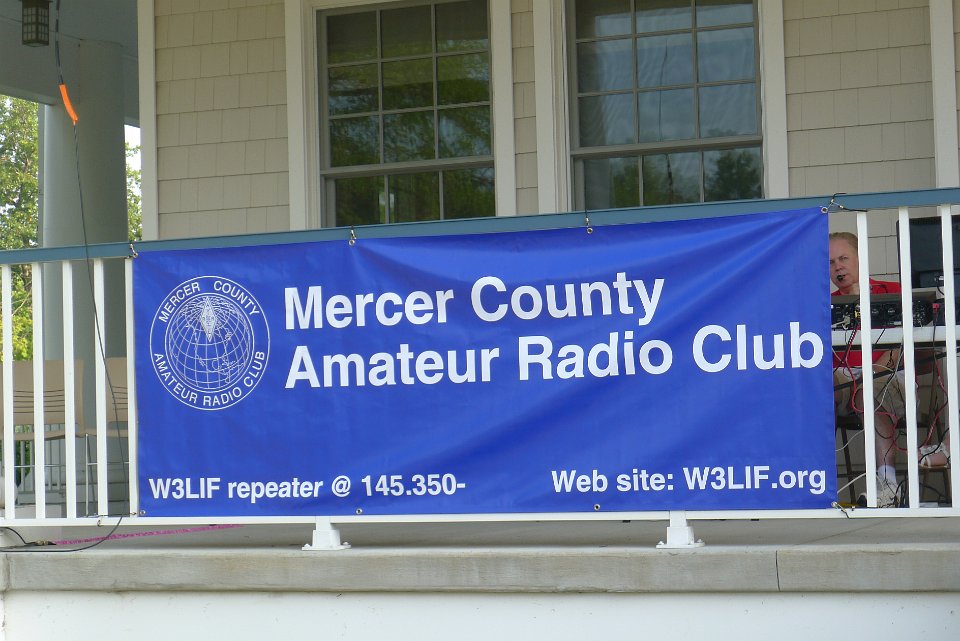 MERCER COUNTY
AMATEUR RADIO CLUB
Mercer County
Amateur Radio Club
W3LIF repeater @ 145.350-
Web site: W3LIF.org